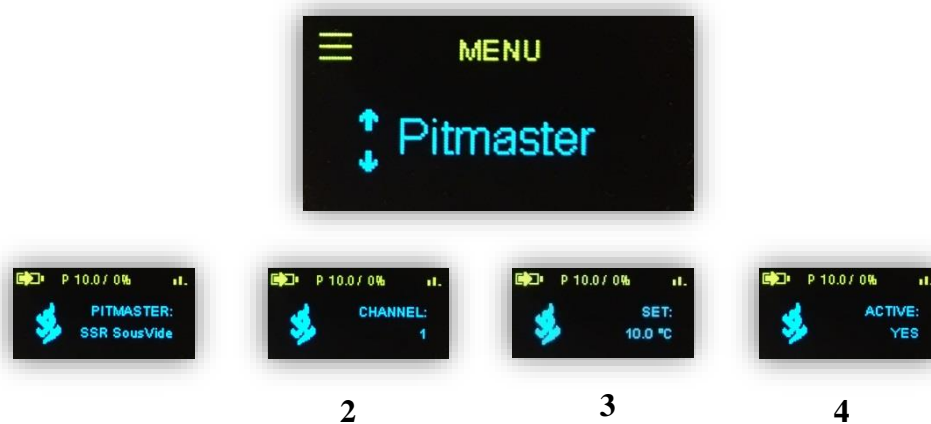 MENU
Pitmaster
P 10.0 / 0%
PITMASTER:
SSR SousVide
P 10.0 / 0%
CHANNEL:
1
P 10.0 / 0%
SET:
10.0 °C
P 10.0 / 0%
ACTIVE:
YES
2
3
4